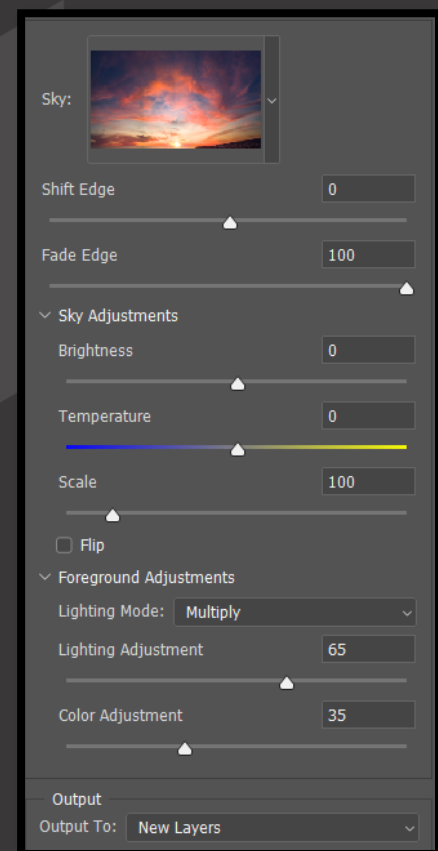 Sky:
Shift Edge 0
Fade Edge 100
Sky Adjustments
Brightness 0
Temperature 0
Scale 100
Flip
Foreground Adjustments
Lighting Mode: Multiply
Lighting Adjustment 65
Color Adjustment 35
Output
Output To: New Layers